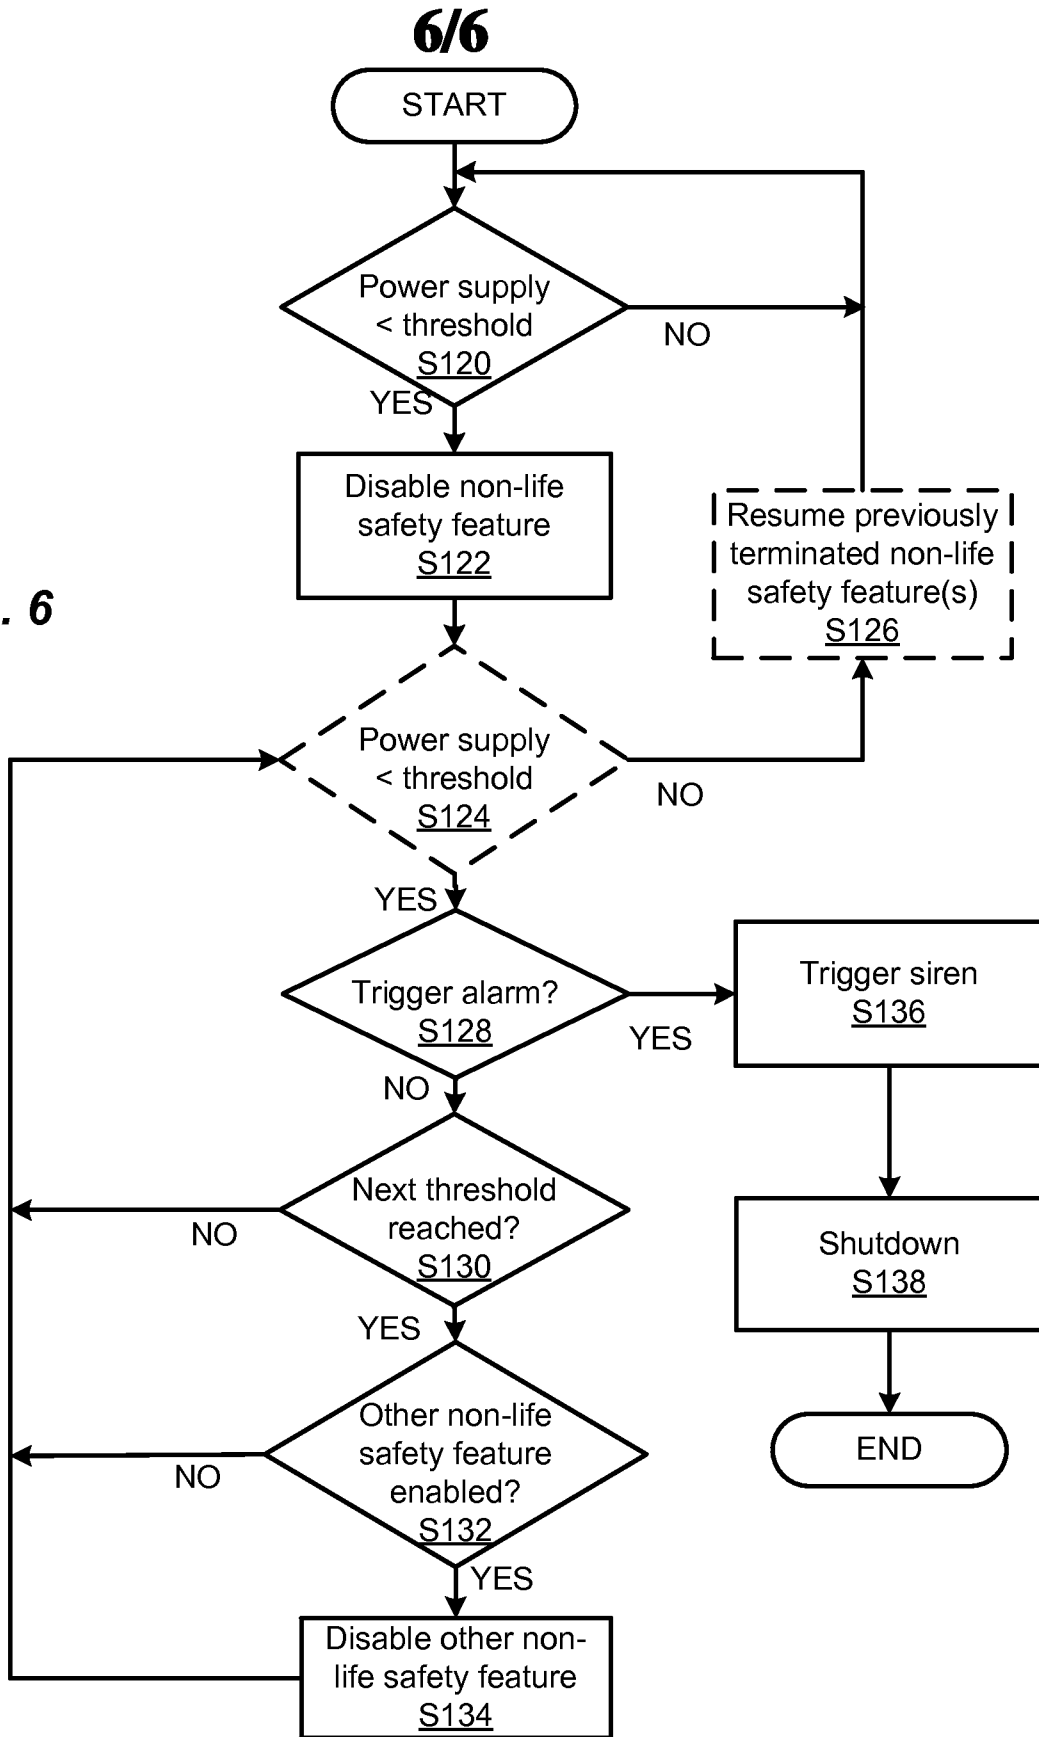 6/6
START
Power supply
< threshold
S120
NO
YES
Disable non-life
safety feature
S122
Resume previously
terminated non-life
safety feature(s)
S126
. 6
Power supply
< threshold
S124
NO
YES
Trigger alarm?
S128
YES
NO
Trigger siren
S136
Next threshold
reached?
S130
NO
YES
Shutdown
S138
Other non-life
safety feature
enabled?
S132
NO
YES
END
Disable other non-
life safety feature
S134